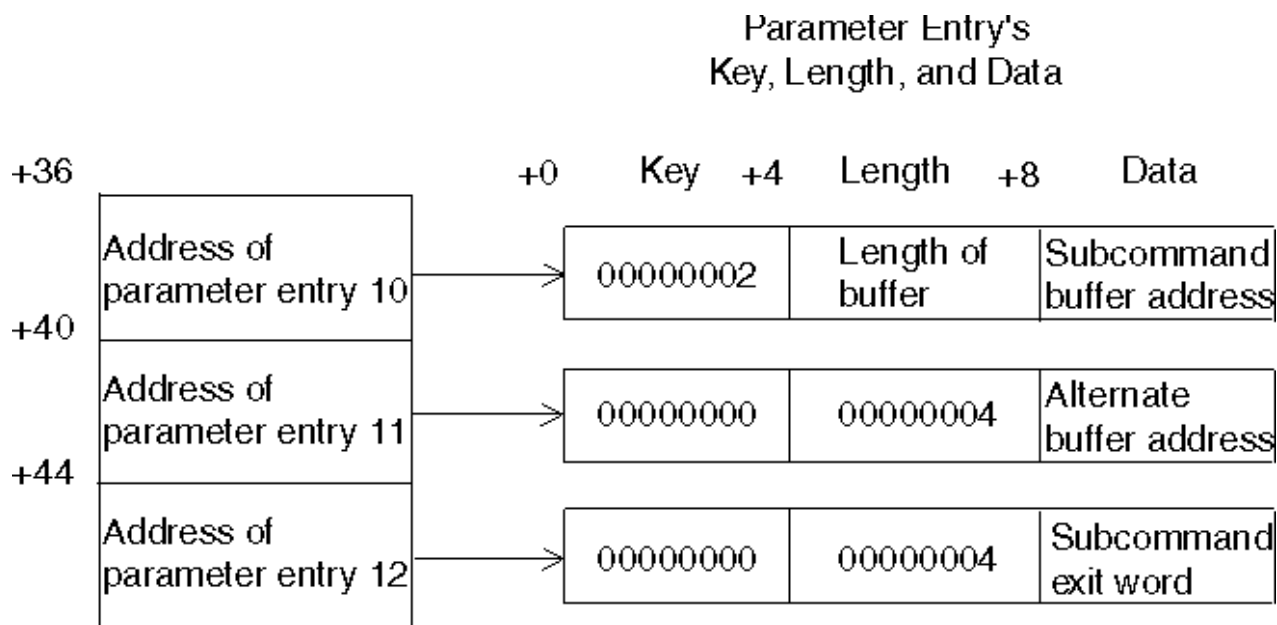 Parameter Entry's
Key, Length, and Data
+36
+0 Key +4 Length +8 Data
Address of
parameter entry 10
00000002
Length of
buffer
Subcommand
buffer address
+40
Address of
parameter entry 11
00000000
00000004
Alternate
buffer address
+44
Address of
parameter entry 12
00000000
00000004
Subcommand
exit word